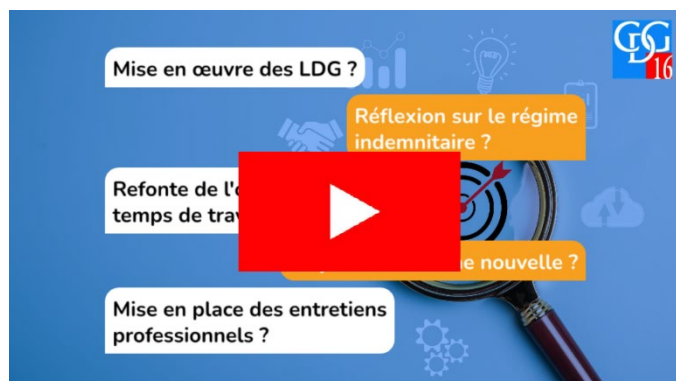 CDG
16
Mise en œuvre des LDG ?
Réflexion sur le régime
indemnitaire ?
Refonte de l'
temps de
e nouvelle ?
Mise en place des entretiens
professionnels ?